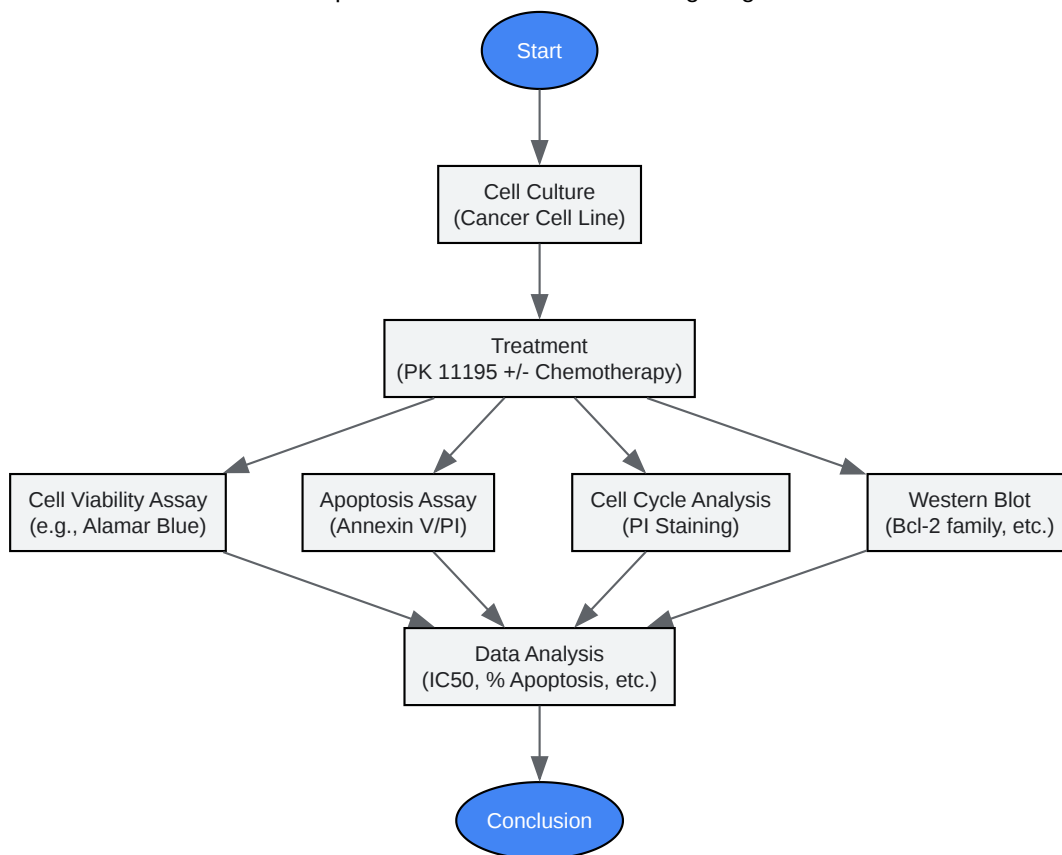 Start
Cell Culture
(Cancer Cell Line)
Treatment
(PK 11195 +/- Chemotherapy)
Cell Viability Assay
(e.g., Alamar Blue)
Apoptosis Assay
(Annexin V/PI)
Cell Cycle Analysis
(PI Staining)
Western Blot
(Bcl-2 family, etc.)
Data Analysis
(IC50, % Apoptosis, etc.)
Conclusion